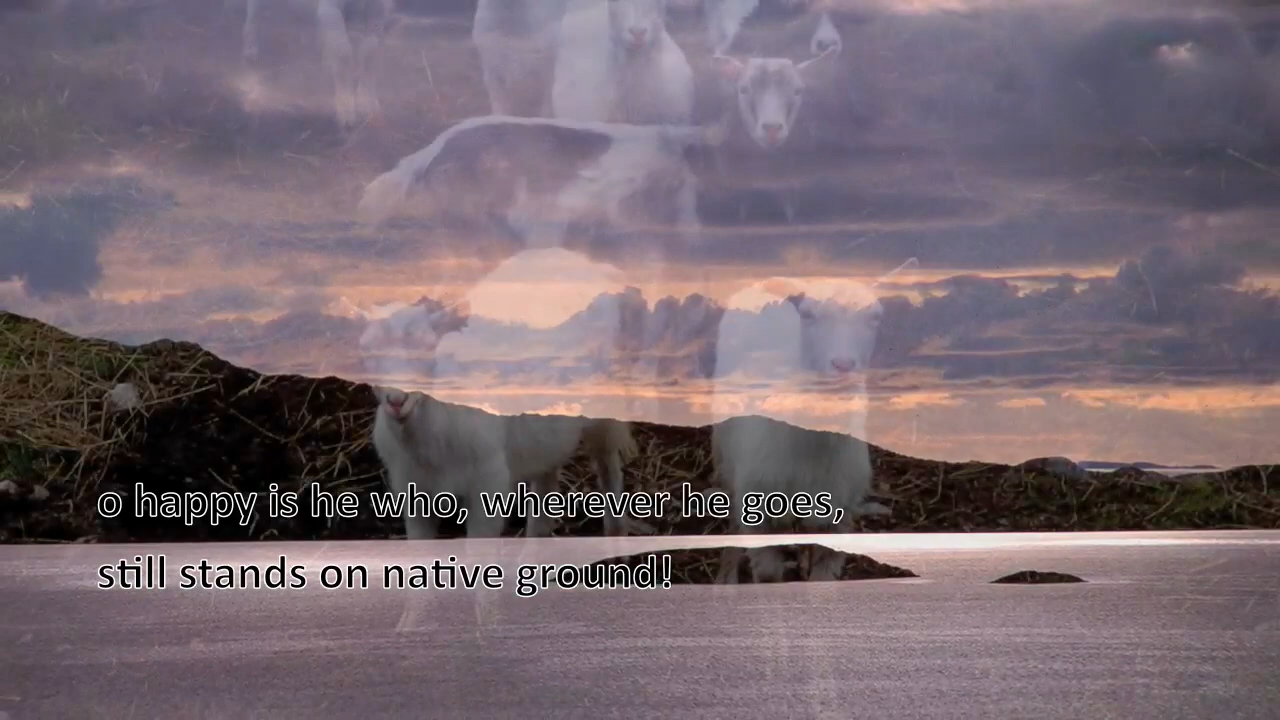 o happy is he who, wherever he goes,
still stands on native ground!